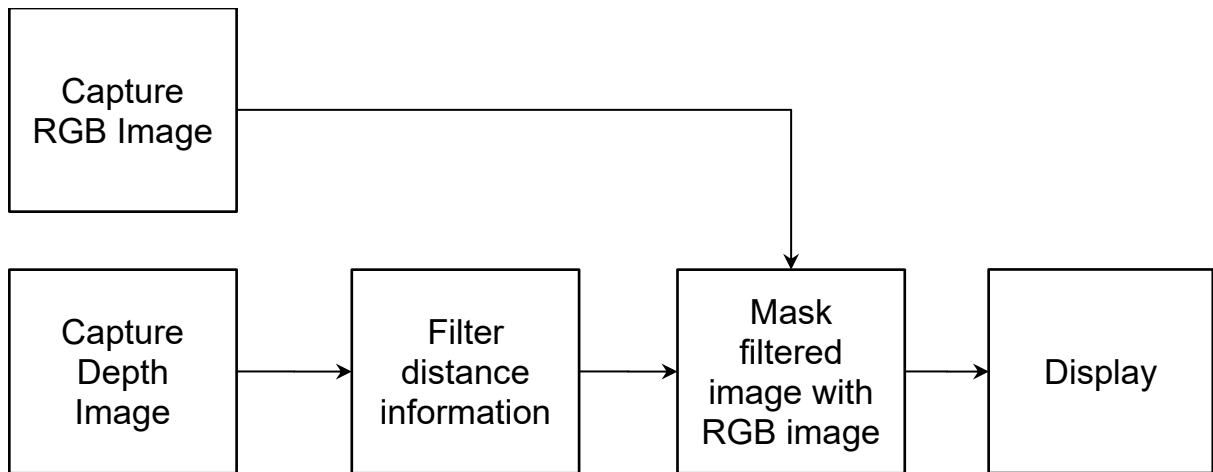 Capture
RGB Image
Capture
Depth
Image
Filter
distance
information
Mask
filtered
image with
RGB image
Display